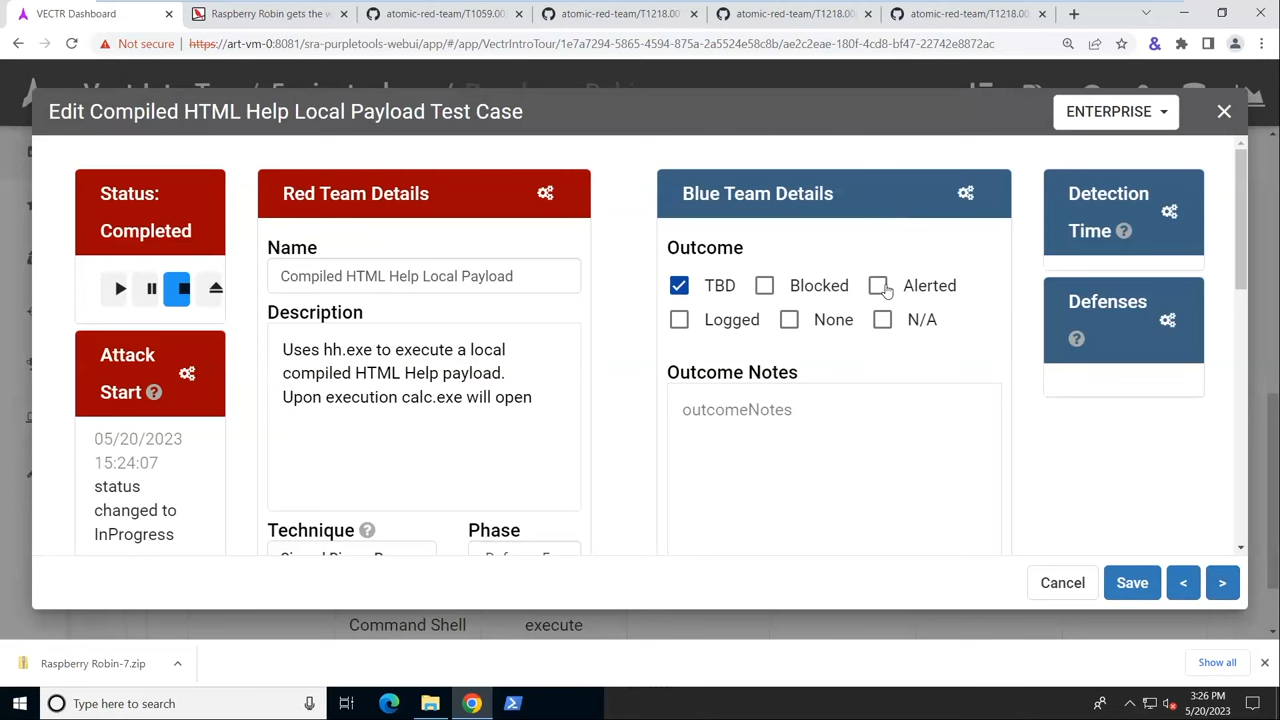 VECTR Dashboard
Raspberry Robin gets the w
atomic-red-team/T1059.00
atomic-red-team/T1218.00
atomic-red-team/T1218.00
atomic-red-team/T1218.00
Not secure
https://art-vm-0:8081/sra-purpletools-webui/app/#/app/VectrIntroTour/1e7a7294-5865-4594-875a-2a5524e58c8b/ae2c2eae-180f-4cd8-bf47-22742e8872ac
Edit Compiled HTML Help Local Payload Test Case
ENTERPRISE
Status:
Completed
Red Team Details
Blue Team Details
Detection
Time
Name
Compiled HTML Help Local Payload
Outcome
TBD
Blocked
Alerted
Logged
None
N/A
Defenses
Description
Uses hh.exe to execute a local
compiled HTML Help payload.
Upon execution calc.exe will open
Attack
Start
Outcome Notes
outcomeNotes
05/20/2023
15:24:07
status
changed to
InProgress
Technique
Phase
Cancel
Save
<
>
Command Shell
execute
Raspberry Robin-7.zip
Show all
Type here to search
3:26 PM
5/20/2023